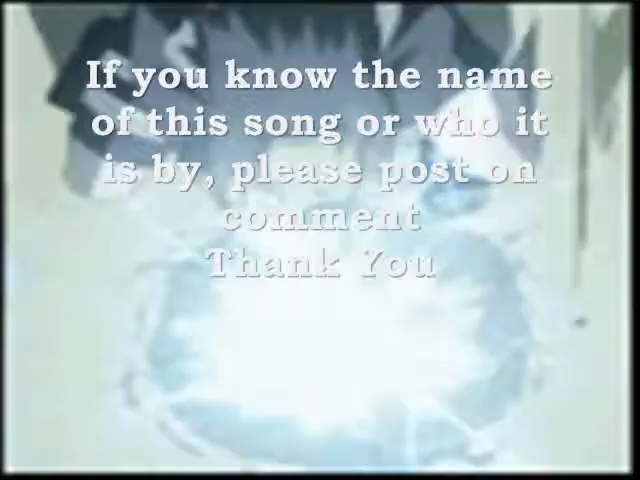 If you know the name
of this song or who it
is by, please post on
comment
Thank You